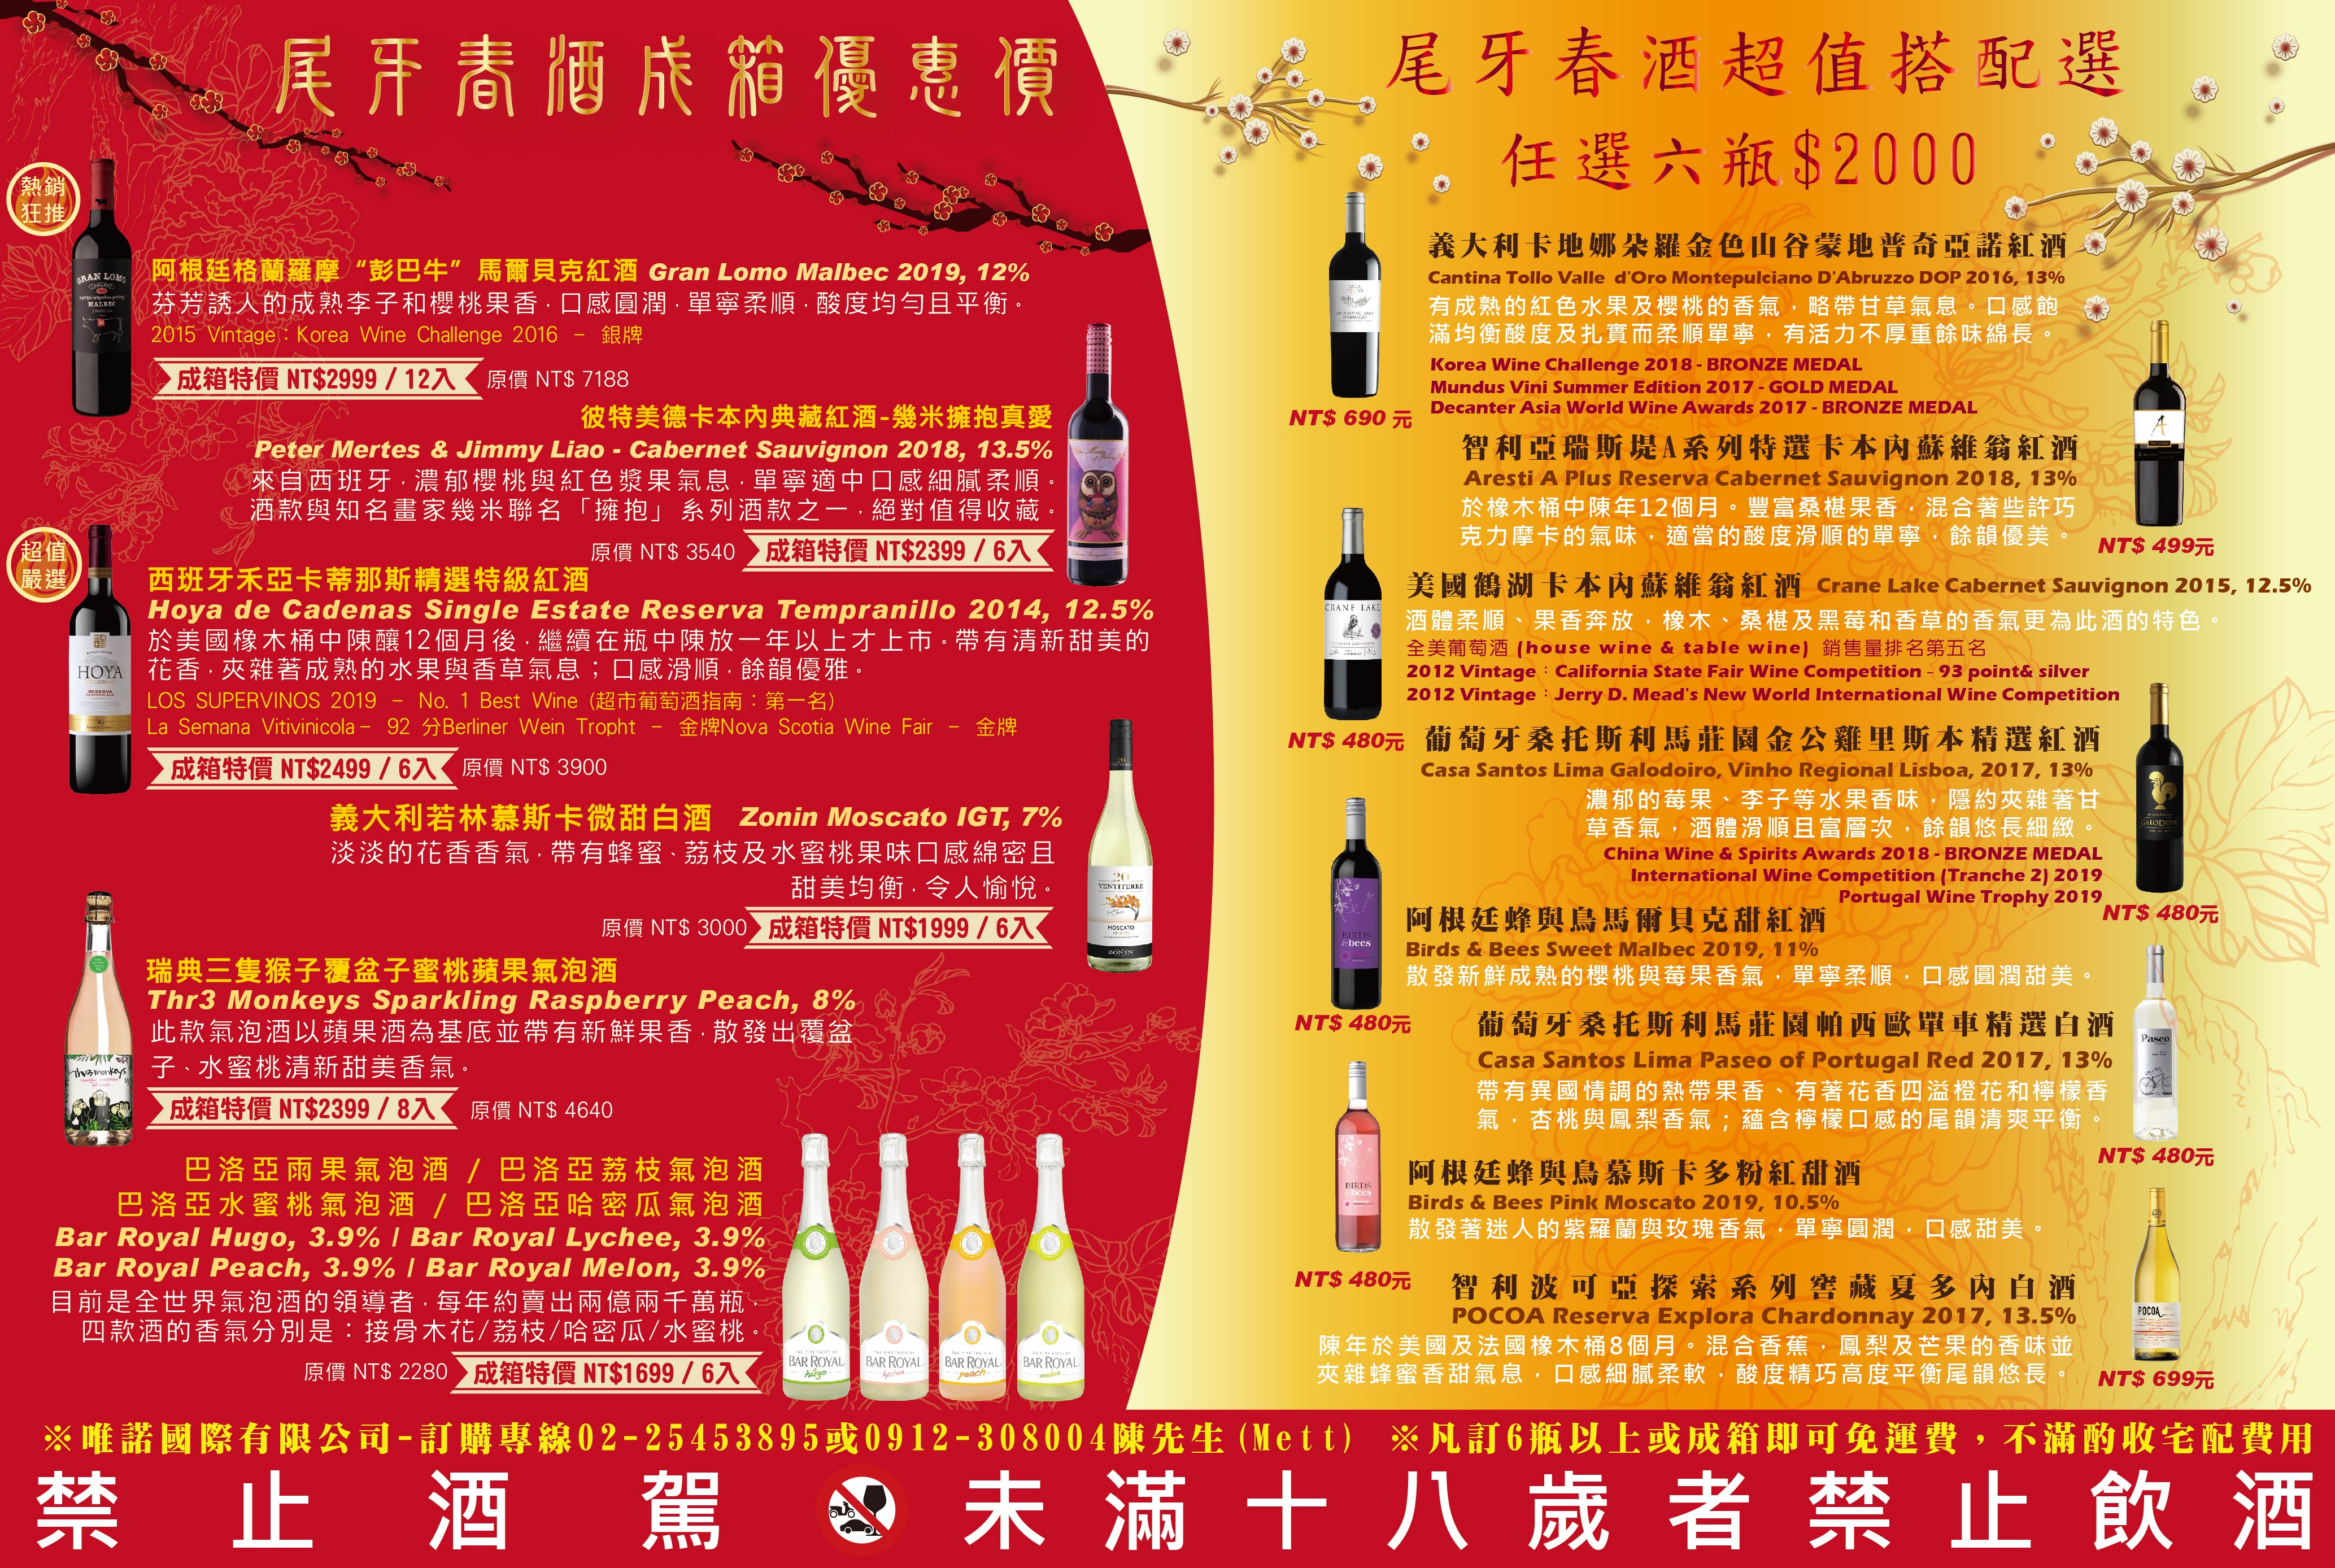 尾牙春酒成箱優惠價
熱銷
狂推
阿根廷格蘭羅摩“彭巴牛”馬爾貝克紅酒 Gran Lomo Malbec 2019, 12%
芬芳誘人的成熟李子和櫻桃果香，口感圓潤，單寧柔順，酸度均勻且平衡。
2015 Vintage：Korea Wine Challenge 2016 － 銀牌
成箱特價 NT$2999 / 12入 原價 NT$ 7188
GRAN LOMO
MALBEC
彼特美德卡本內典藏紅酒-幾米擁抱真愛
Peter Mertes & Jimmy Liao - Cabernet Sauvignon 2018, 13.5%
來自西班牙，濃郁櫻桃與紅色漿果氣息，單寧適中口感細膩柔順。
酒款與知名畫家幾米聯名「擁抱」系列酒款之一，絕對值得收藏。
原價 NT$ 3540 成箱特價 NT$2399 / 6入
超值
嚴選
西班牙禾亞卡蒂那斯精選特級紅酒
Hoya de Cadenas Single Estate Reserva Tempranillo 2014, 12.5%
於美國橡木桶中陳釀12個月後，繼續在瓶中陳放一年以上才上市。帶有清新甜美的
花香，夾雜著成熟的水果與香草氣息；口感滑順，餘韻優雅。
LOS SUPERVINOS 2019 － No. 1 Best Wine (超市葡萄酒指南：第一名)
La Semana Vitivinicola－ 92 分Berliner Wein Tropht － 金牌Nova Scotia Wine Fair － 金牌
成箱特價 NT$2499 / 6入 原價 NT$ 3900
HOYA
RESERVA
義大利若林慕斯卡微甜白酒 Zonin Moscato IGT, 7%
淡淡的花香香氣，帶有蜂蜜、荔枝及水蜜桃果味口感綿密且
甜美均衡，令人愉悅。
原價 NT$ 3000 成箱特價 NT$1999 / 6入
20
VENTITERRE
MOSCATO
ZONIN
瑞典三隻猴子覆盆子蜜桃蘋果氣泡酒
Thr3 Monkeys Sparkling Raspberry Peach, 8%
此款氣泡酒以蘋果酒為基底並帶有新鮮果香，散發出覆盆
子、水蜜桃清新甜美香氣。
成箱特價 NT$2399 / 8入 原價 NT$ 4640
Thr3 monkeys
巴洛亞雨果氣泡酒 / 巴洛亞荔枝氣泡酒
巴洛亞水蜜桃氣泡酒 / 巴洛亞哈密瓜氣泡酒
Bar Royal Hugo, 3.9% / Bar Royal Lychee, 3.9%
Bar Royal Peach, 3.9% / Bar Royal Melon, 3.9%
目前是全世界氣泡酒的領導者，每年約賣出兩億兩千萬瓶，
四款酒的香氣分別是：接骨木花/荔枝/哈密瓜/水蜜桃。
原價 NT$ 2280 成箱特價 NT$1699 / 6入
BAR ROYAL hugo
BAR ROYAL lychee
BAR ROYAL peach
BAR ROYAL melon
尾牙春酒超值搭配選
任選六瓶$2000
義大利卡地娜朵羅金色山谷蒙地普奇亞諾紅酒
Cantina Tollo Valle d'Oro Montepulciano D'Abruzzo DOP 2016, 13%
有成熟的紅色水果及櫻桃的香氣，略帶甘草氣息。口感飽
滿均衡酸度及扎實而柔順單寧，有活力不厚重餘味綿長。
Korea Wine Challenge 2018 - BRONZE MEDAL
Mundus Vini Summer Edition 2017 - GOLD MEDAL
Decanter Asia World Wine Awards 2017 - BRONZE MEDAL
NT$ 690 元
智利亞瑞斯堤A系列特選卡本內蘇維翁紅酒
Aresti A Plus Reserva Cabernet Sauvignon 2018, 13%
於橡木桶中陳年12個月。豐富桑椹果香，混合著些許巧
克力摩卡的氣味，適當的酸度滑順的單寧，餘韻優美。
A
NT$ 499元
美國鶴湖卡本內蘇維翁紅酒 Crane Lake Cabernet Sauvignon 2015, 12.5%
酒體柔順、果香奔放，橡木、桑椹及黑莓和香草的香氣更為此酒的特色。
全美葡萄酒 (house wine & table wine) 銷售量排名第五名
2012 Vintage：California State Fair Wine Competition - 93 point& silver
2012 Vintage：Jerry D. Mead's New World International Wine Competition
CRANE LAKE
NT$ 480元
葡萄牙桑托斯利馬莊園金公雞里斯本精選紅酒
Casa Santos Lima Galodoiro, Vinho Regional Lisboa, 2017, 13%
濃郁的莓果、李子等水果香味，隱約夾雜著甘
草香氣，酒體滑順且富層次，餘韻悠長細緻。
China Wine & Spirits Awards 2018 - BRONZE MEDAL
International Wine Competition (Tranche 2) 2019
Portugal Wine Trophy 2019
NT$ 480元
阿根廷蜂與鳥馬爾貝克甜紅酒
Birds & Bees Sweet Malbec 2019, 11%
散發新鮮成熟的櫻桃與莓果香氣，單寧柔順，口感圓潤甜美。
BIRDS
&bees
NT$ 480元
葡萄牙桑托斯利馬莊園帕西歐單車精選白酒
Casa Santos Lima Paseo of Portugal Red 2017, 13%
帶有異國情調的熱帶果香、有著花香四溢橙花和檸檬香
氣，杏桃與鳳梨香氣；蘊含檸檬口感的尾韻清爽平衡。
Paseo
NT$ 480元
阿根廷蜂與鳥慕斯卡多粉紅甜酒
Birds & Bees Pink Moscato 2019, 10.5%
散發著迷人的紫羅蘭與玫瑰香氣，單寧圓潤，口感甜美。
BIRDS
&bees
NT$ 480元
智利波可亞探索系列窖藏夏多內白酒
POCOA Reserva Explora Chardonnay 2017, 13.5%
陳年於美國及法國橡木桶8個月。混合香蕉，鳳梨及芒果的香味並
夾雜蜂蜜香甜氣息，口感細膩柔軟，酸度精巧高度平衡尾韻悠長。
POCOA
NT$ 699元
※唯諾國際有限公司-訂購專線02-25453895或0912-308004陳先生(Mett) ※凡訂6瓶以上或成箱即可免運費，不滿酌收宅配費用
禁止酒駕 未滿十八歲者禁止飲酒